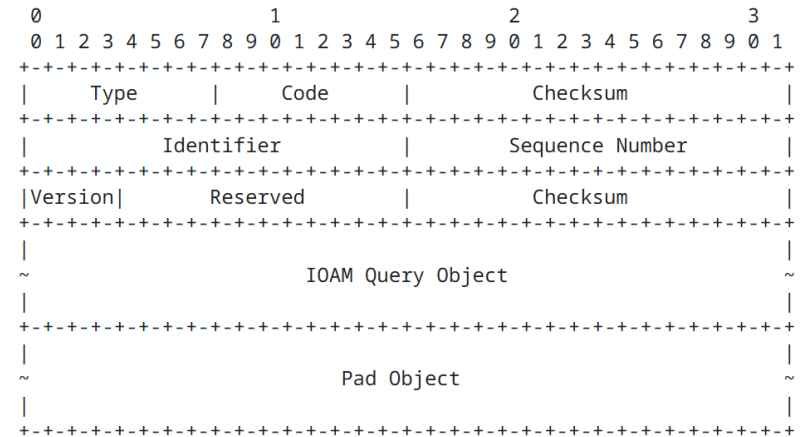 0                   1                   2                   3
 0 1 2 3 4 5 6 7 8 9 0 1 2 3 4 5 6 7 8 9 0 1 2 3 4 5 6 7 8 9 0 1
+-+-+-+-+-+-+-+-+-+-+-+-+-+-+-+-+-+-+-+-+-+-+-+-+-+-+-+-+-+-+-+-+
|     Type      |     Code      |          Checksum             |
+-+-+-+-+-+-+-+-+-+-+-+-+-+-+-+-+-+-+-+-+-+-+-+-+-+-+-+-+-+-+-+-+
|           Identifier          |        Sequence Number        |
+-+-+-+-+-+-+-+-+-+-+-+-+-+-+-+-+-+-+-+-+-+-+-+-+-+-+-+-+-+-+-+-+
|Version|       Reserved        |          Checksum             |
+-+-+-+-+-+-+-+-+-+-+-+-+-+-+-+-+-+-+-+-+-+-+-+-+-+-+-+-+-+-+-+-+
|                                                               |
~                       IOAM Query Object                       ~
|                                                               |
+-+-+-+-+-+-+-+-+-+-+-+-+-+-+-+-+-+-+-+-+-+-+-+-+-+-+-+-+-+-+-+-+
|                                                               |
~                          Pad Object                           ~
|                                                               |
+-+-+-+-+-+-+-+-+-+-+-+-+-+-+-+-+-+-+-+-+-+-+-+-+-+-+-+-+-+-+-+-+